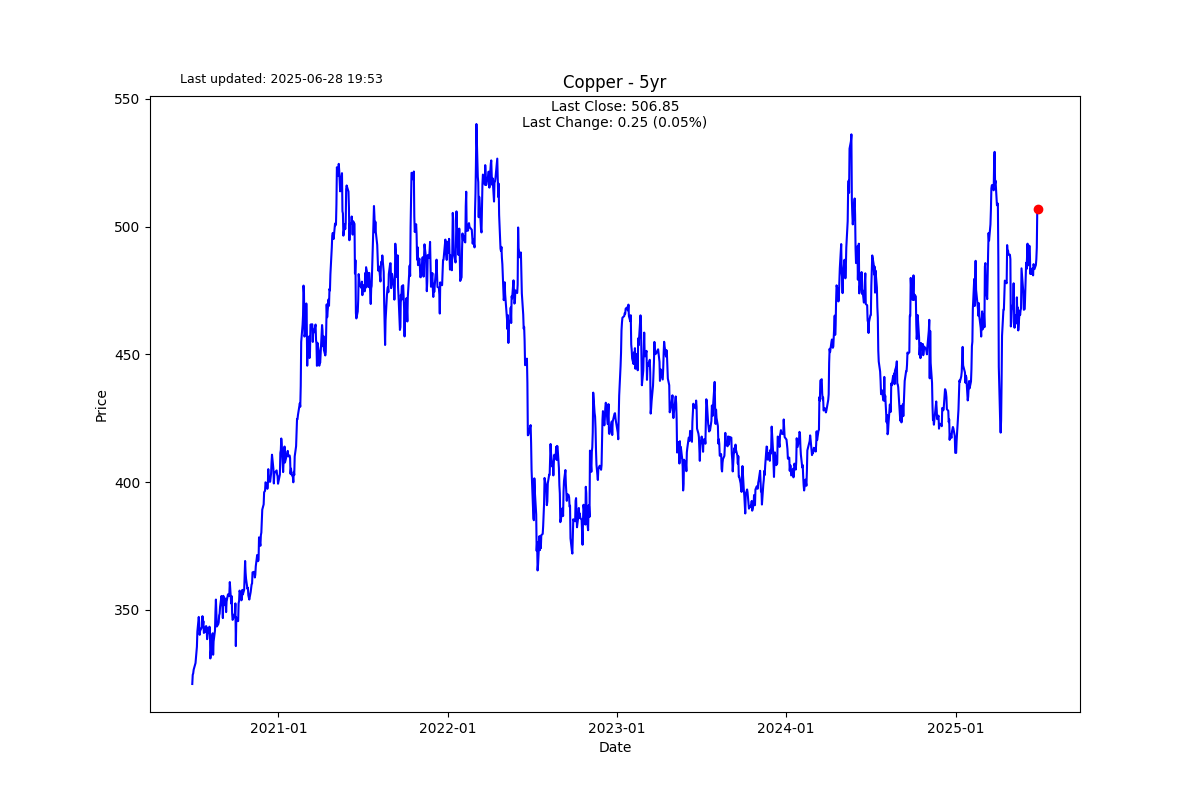 Last updated: 2025-06-28 19:53
Copper - 5yr
Last Close: 506.85
Last Change: 0.25 (0.05%)
550
500
450
400
350
Price
2021-01
2022-01
2023-01
2024-01
2025-01
Date